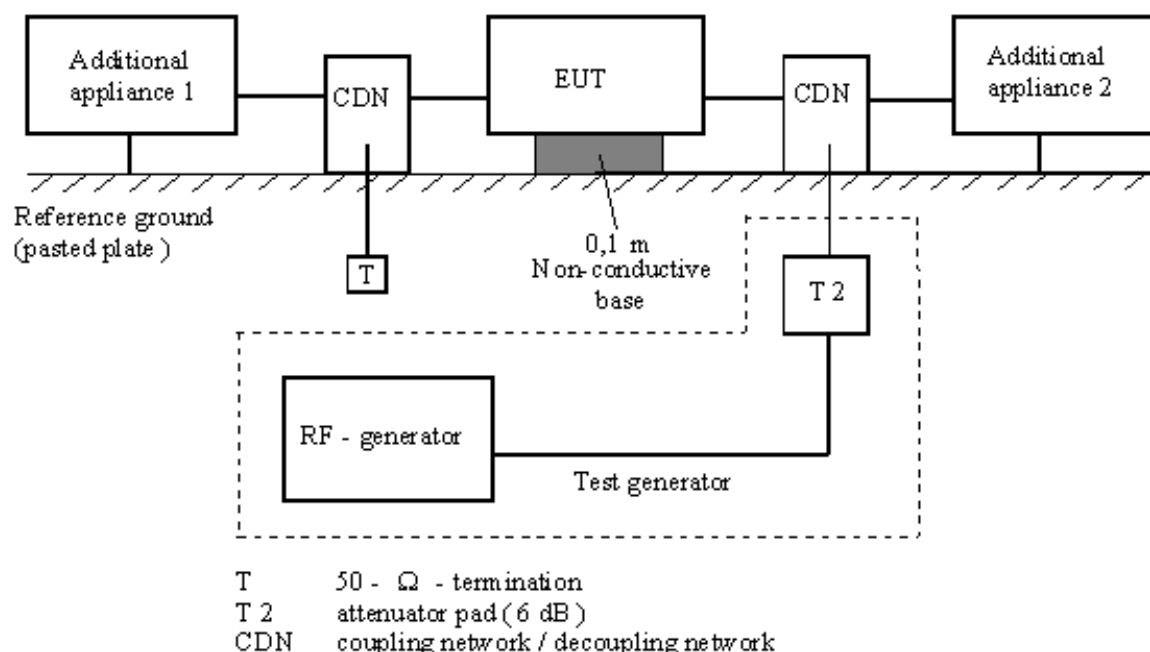 Additional
appliance 1
CDN
EUT
CDN
Additional
appliance 2
Reference ground
(pasted plate )
0,1 m
Non-conductive
base
T
T 2
RF - generator
Test generator
T 50 - Ω - termination
T 2 attenuator pad ( 6 dB )
CDN coupling network / decoupling network